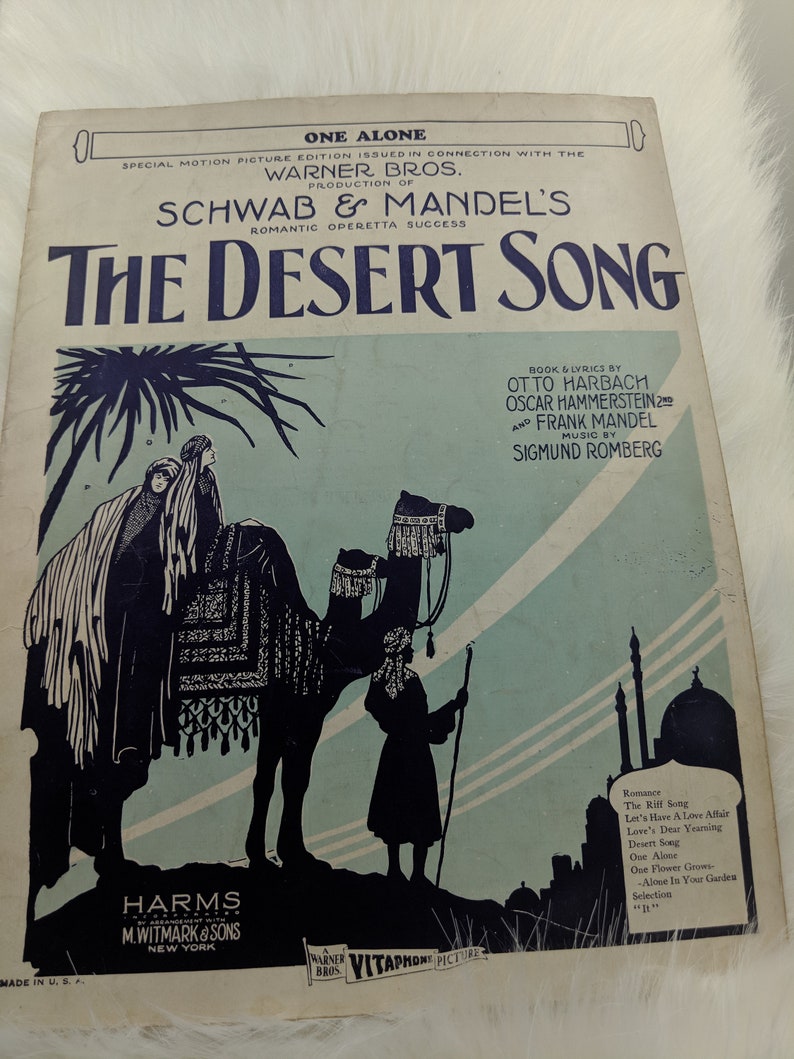 ONE ALONE
SPECIAL MOTION PICTURE EDITION ISSUED IN CONNECTION WITH THE
WARNER BROS.
PRODUCTION OF
SCHWAB & MANDEL'S
ROMANTIC OPERETTA SUCCESS
THE DESERT SONG
BOOK & LYRICS BY
OTTO HARBACH
OSCAR HAMMERSTEIN 2ND
AND FRANK MANDEL
MUSIC BY
SIGMUND ROMBERG
Romance
The Riff Song
Let's Have A Love Affair
Love's Dear Yearning
Desert Song
One Alone
One Flower Grows-
-Alone In Your Garden
Selection
"It"
HARMS
INCORPORATED
BY ARRANGEMENT WITH
M. WITMARK & SONS
NEW YORK
A
WARNER
BROS.
VITAPHONE
PICTURE
MADE IN U. S. A.